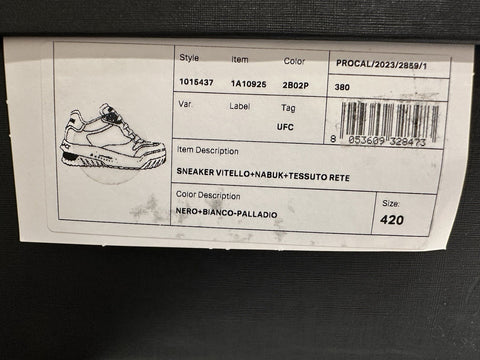 Style Item Color PROCAL/2023/2859/1
1015437 1A10925 2B02P 380
Var. Label Tag
UFC
8 053609 328473
Item Description
SNEAKER VITELLO+NABUK+TESSUTO RETE
Color Description
NERO+BIANCO-PALLADIO
Size:
420